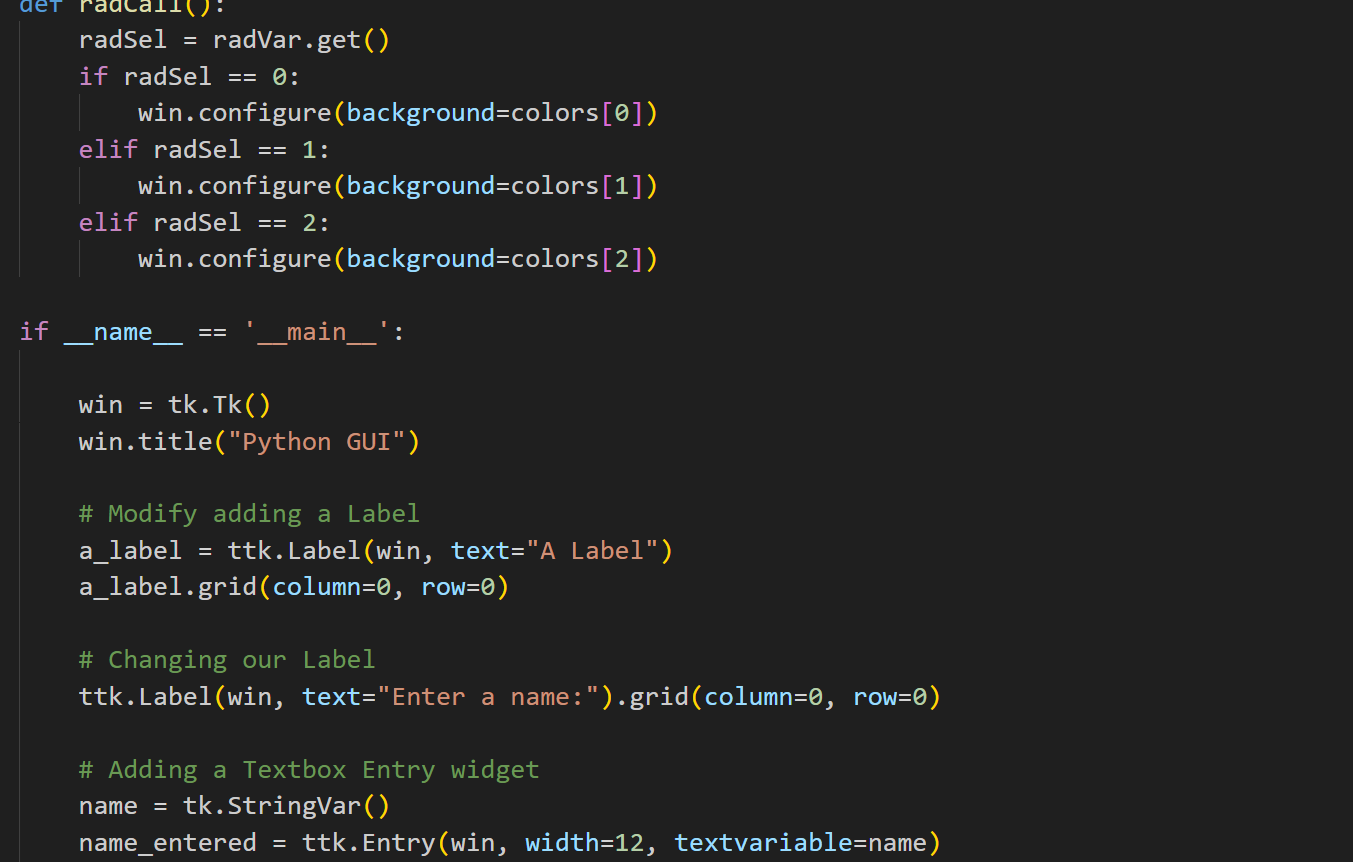 def radCall():
    radSel = radVar.get()
    if radSel == 0:
        win.configure(background=colors[0])
    elif radSel == 1:
        win.configure(background=colors[1])
    elif radSel == 2:
        win.configure(background=colors[2])

if __name__ == '__main__':

    win = tk.Tk()
    win.title("Python GUI")

    # Modify adding a Label
    a_label = ttk.Label(win, text="A Label")
    a_label.grid(column=0, row=0)

    # Changing our Label
    ttk.Label(win, text="Enter a name:").grid(column=0, row=0)

    # Adding a Textbox Entry widget
    name = tk.StringVar()
    name_entered = ttk.Entry(win, width=12, textvariable=name)